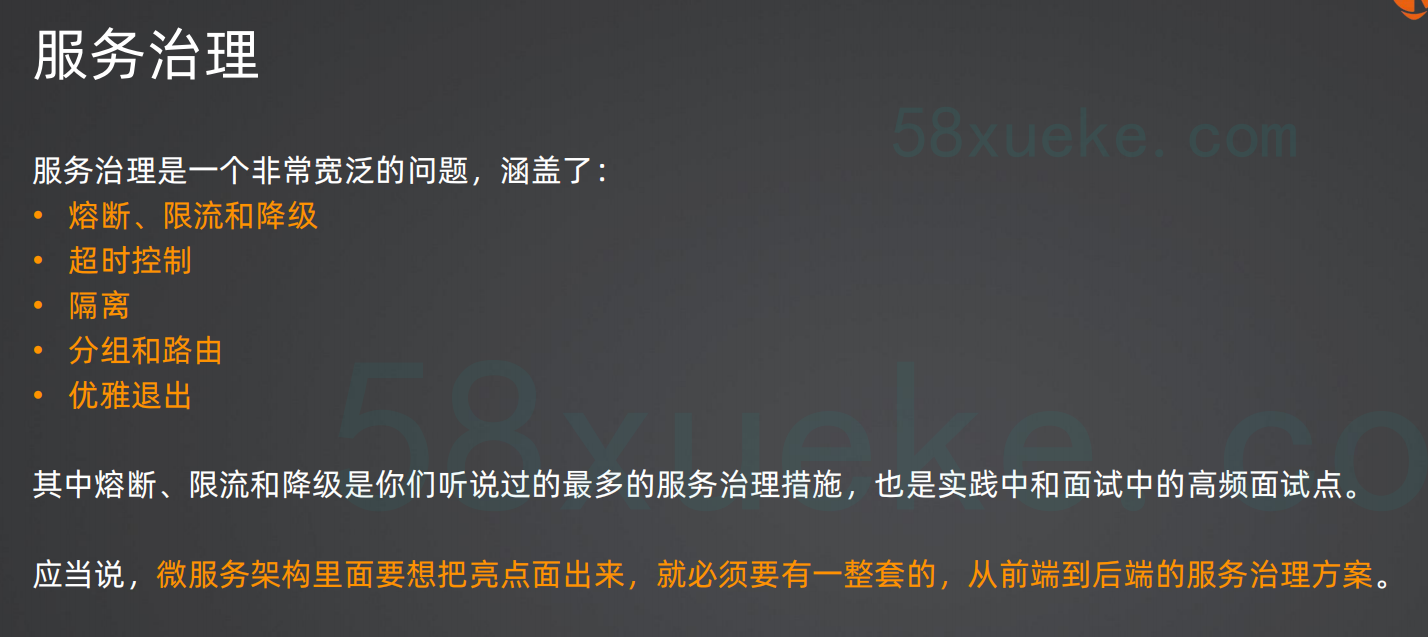 服务治理
58xueke.com
服务治理是一个非常宽泛的问题，涵盖了：
• 熔断、限流和降级
• 超时控制
• 隔离
• 分组和路由
• 优雅退出
58xueke.co
其中熔断、限流和降级是你们听说过的最多的服务治理措施，也是实践中和面试中的高频面试点。
应当说，微服务架构里面要想把亮点面出来，就必须要有一整套的，从前端到后端的服务治理方案。